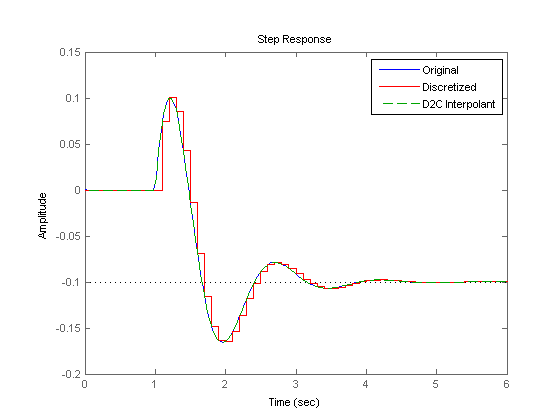 Step Response
Original
Discretized
D2C Interpolant
0.15
0.1
0.05
0
-0.05
-0.1
-0.15
-0.2
Amplitude
0 1 2 3 4 5 6
Time (sec)